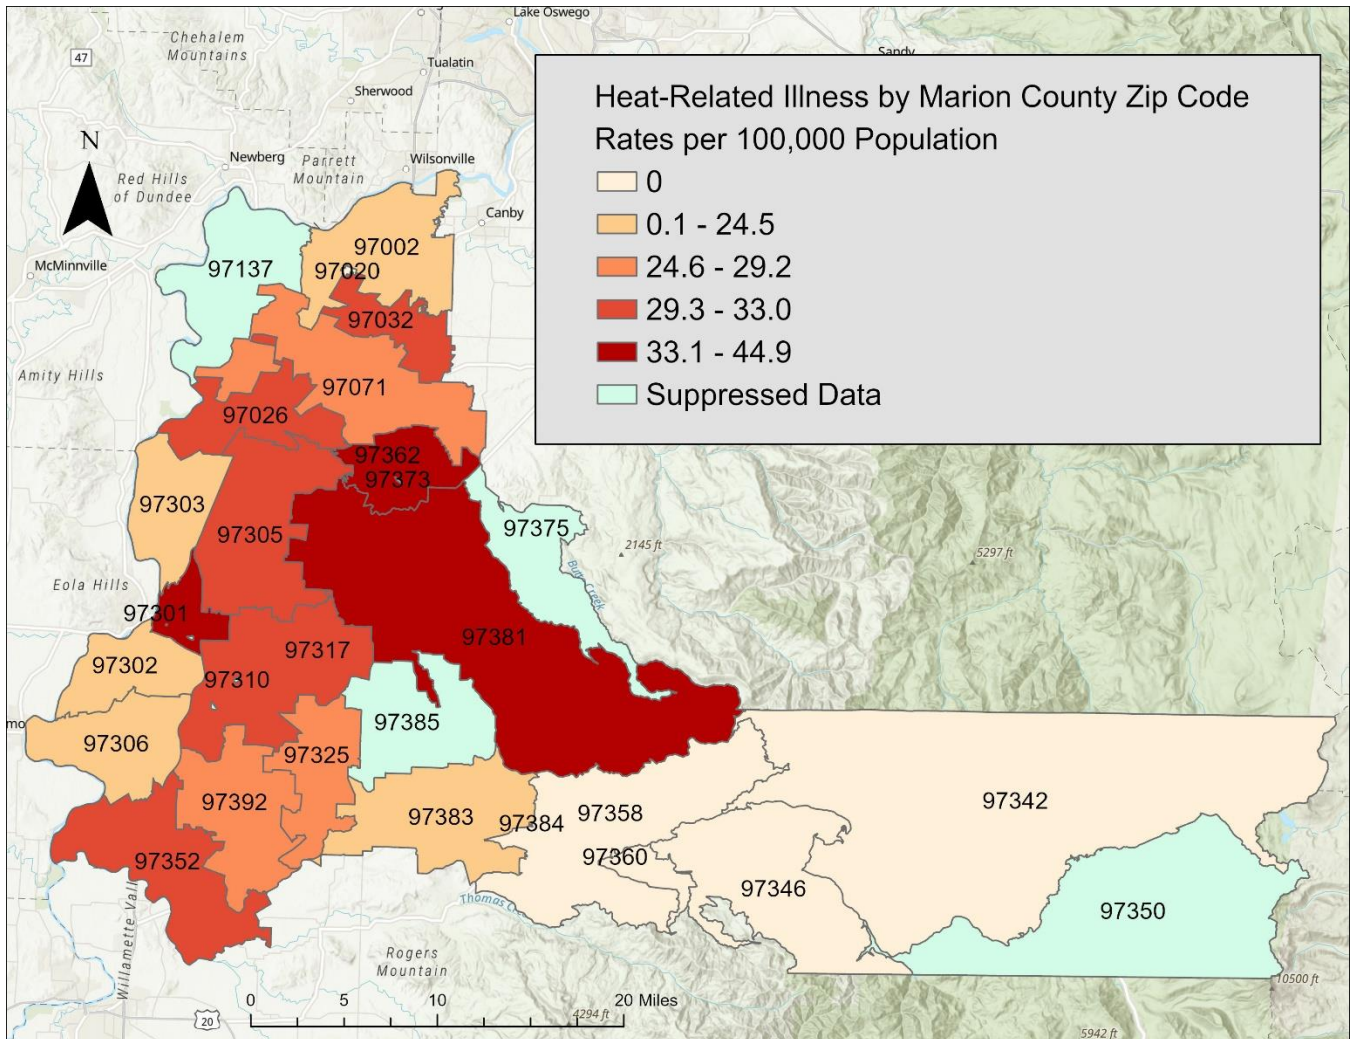 Lake Oswego
Chehalem
Mountains
47
Sandy
Tualatin
Sherwood
Heat-Related Illness by Marion County Zip Code
Rates per 100,000 Population
0
0.1 - 24.5
24.6 - 29.2
29.3 - 33.0
33.1 - 44.9
Suppressed Data
N
Newberg
Parrett
Mountain
Wilsonville
Red Hills
of Dundee
Canby
McMinnville
97002
97137
97020
97032
Amity Hills
97071
97026
97362
97373
97303
97305
97375
2145 ft
5297 ft
Eola Hills
97301
97381
97302
97317
97310
mo
97385
97306
97325
97392
97358
97342
97383
97384
97352
97360
97346
97350
Willamette Vall
Thomas
Rogers
Mountain
10500 ft
0 5 10 20 Miles
4294 ft
20
5942 ft